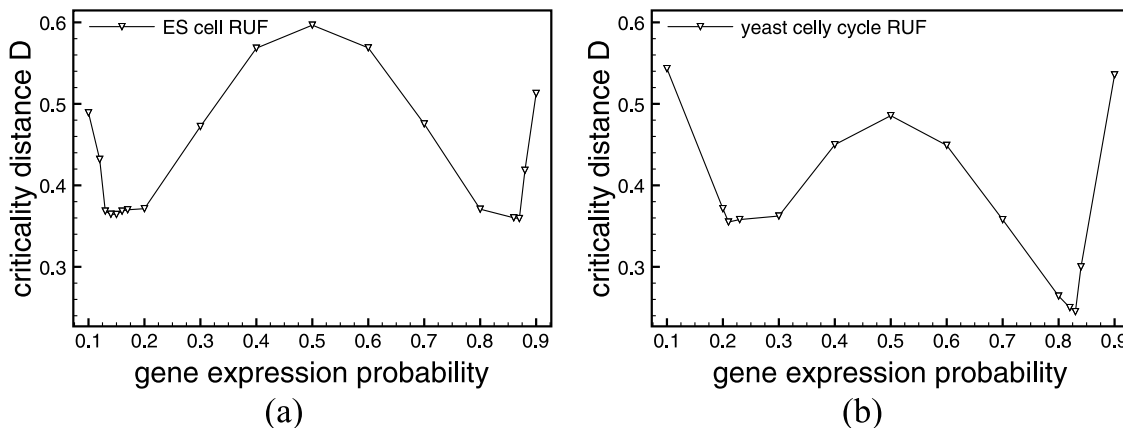 ES cell RUF
criticality distance D
0.6
0.5
0.4
0.3
0.1 0.2 0.3 0.4 0.5 0.6 0.7 0.8 0.9
gene expression probability
(a)
yeast celly cycle RUF
criticality distance D
0.6
0.5
0.4
0.3
0.1 0.2 0.3 0.4 0.5 0.6 0.7 0.8 0.9
gene expression probability
(b)